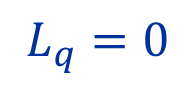 L_q = 0